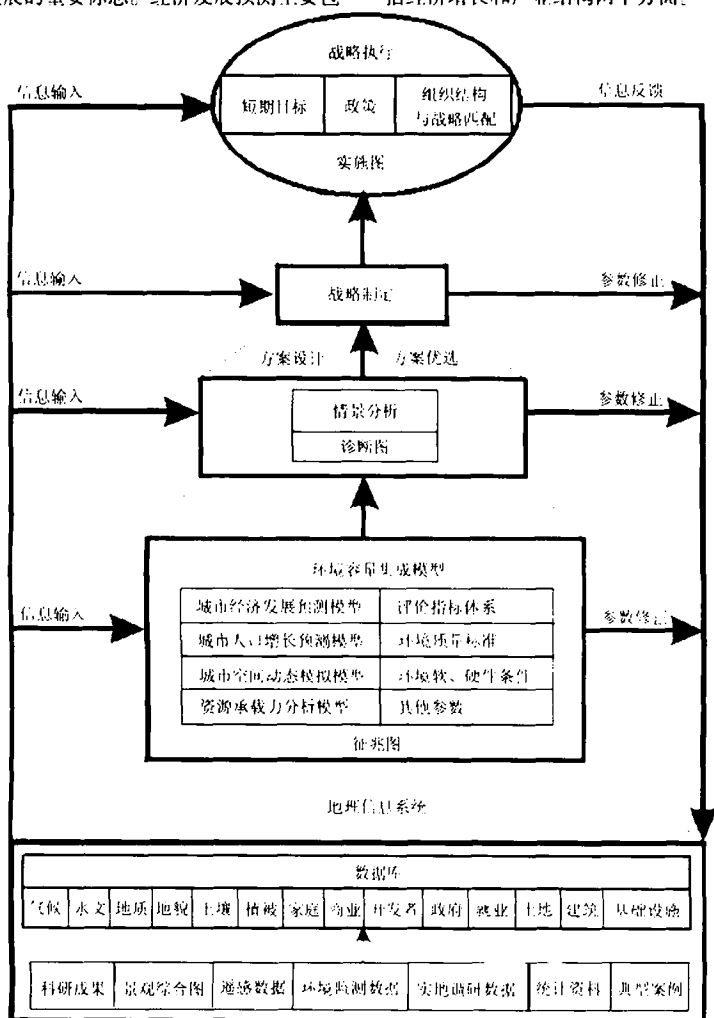 战略执行
信息输入
信息反馈
短期目标
政策
组织结构
与战略匹配
实施图
信息输入
战略制定
参数修正
方案设计
方案优选
信息输入
情景分析
诊断图
参数修正
环境容量集成模型
城市经济发展预测模型
评价指标体系
信息输入
参数修正
城市人口增长预测模型
环境质量标准
城市空间动态模拟模型
环境软、硬件条件
资源承载力分析模型
其他参数
征兆图
地理信息系统
数据库
气候 水文 地质 地貌 土壤 植被 家庭 商业 开发者 政府 就业 土地 建筑 基础设施
科研成果 景观综合图 遥感数据 环境监测数据 实地调研数据 统计资料 典型案例